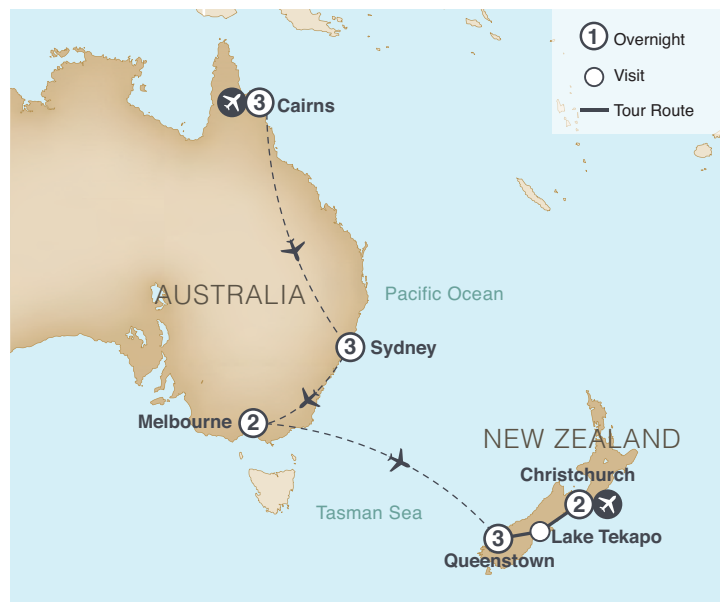 1 Overnight
Visit
Tour Route
3 Cairns
AUSTRALIA
Pacific Ocean
3 Sydney
Melbourne 2
NEW ZEALAND
Christchurch
2
Tasman Sea
3
Lake Tekapo
Queenstown